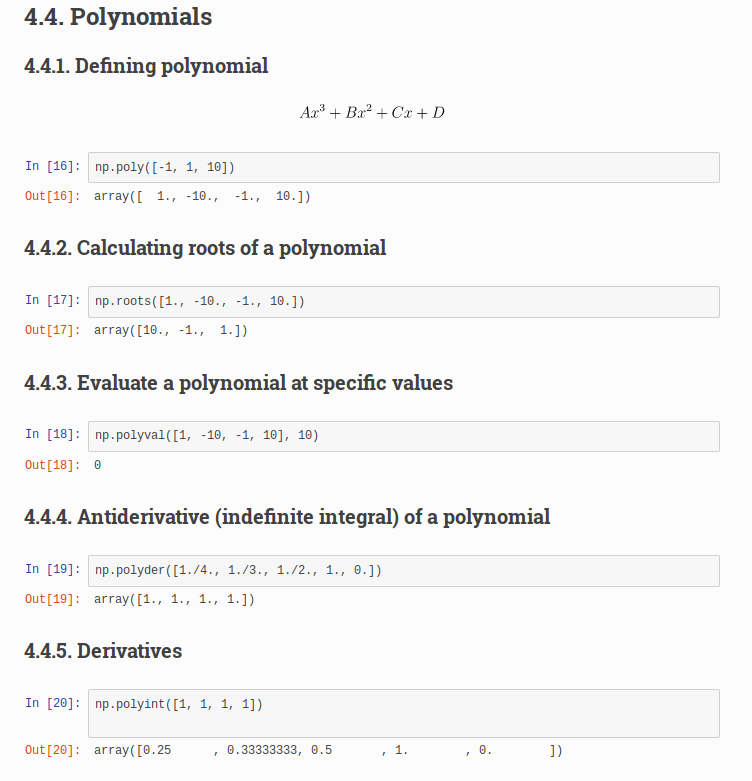 4.4. Polynomials
4.4.1. Defining polynomial
Ax³ + Bx² + Cx + D
In [16]: np.poly([-1, 1, 10])
Out[16]: array([  1., -10.,  -1.,  10.])
4.4.2. Calculating roots of a polynomial
In [17]: np.roots([1., -10., -1., 10.])
Out[17]: array([10., -1.,  1.])
4.4.3. Evaluate a polynomial at specific values
In [18]: np.polyval([1, -10, -1, 10], 10)
Out[18]: 0
4.4.4. Antiderivative (indefinite integral) of a polynomial
In [19]: np.polyder([1./4., 1./3., 1./2., 1., 0.])
Out[19]: array([1., 1., 1., 1.])
4.4.5. Derivatives
In [20]: np.polyint([1, 1, 1, 1])
Out[20]: array([0.25      , 0.33333333, 0.5       , 1.        , 0.        ])